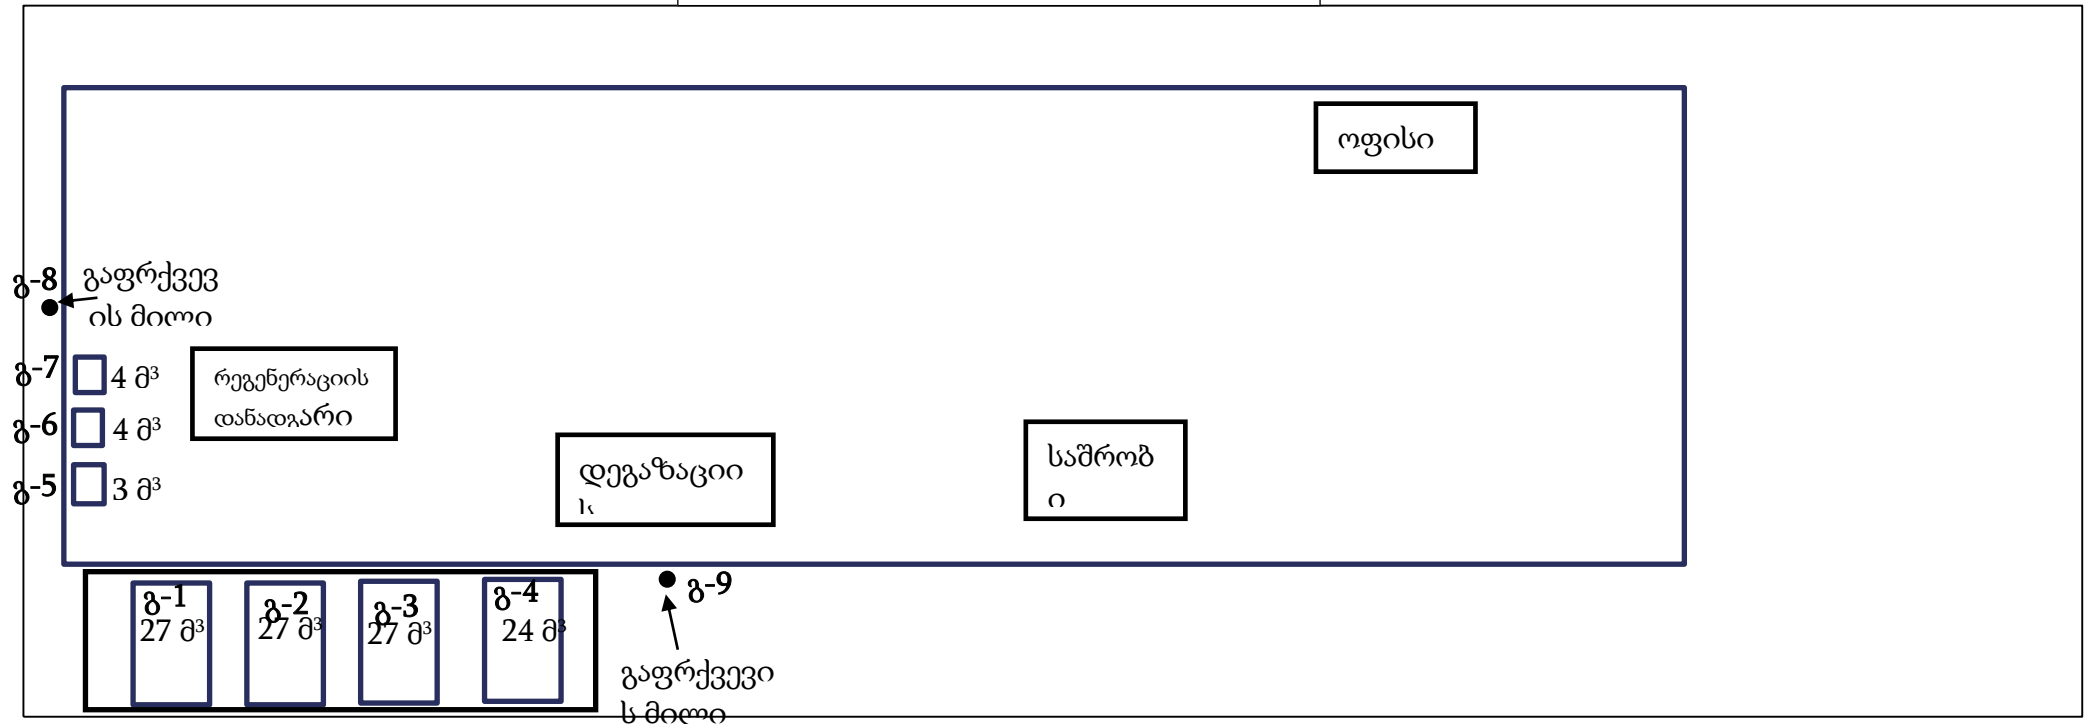 ოფისი
გ-8
გაფრქვევ
ის მილი
გ-7
4 მ³
რეგენერაციის
დანადგარი
გ-6
4 მ³
გ-5
3 მ³
დეგაზაციი
ს
საშრობ
ი
გ-1
27 მ³
გ-2
27 მ³
გ-3
27 მ³
გ-4
24 მ³
გ-9
გაფრქვევი
ს მილი